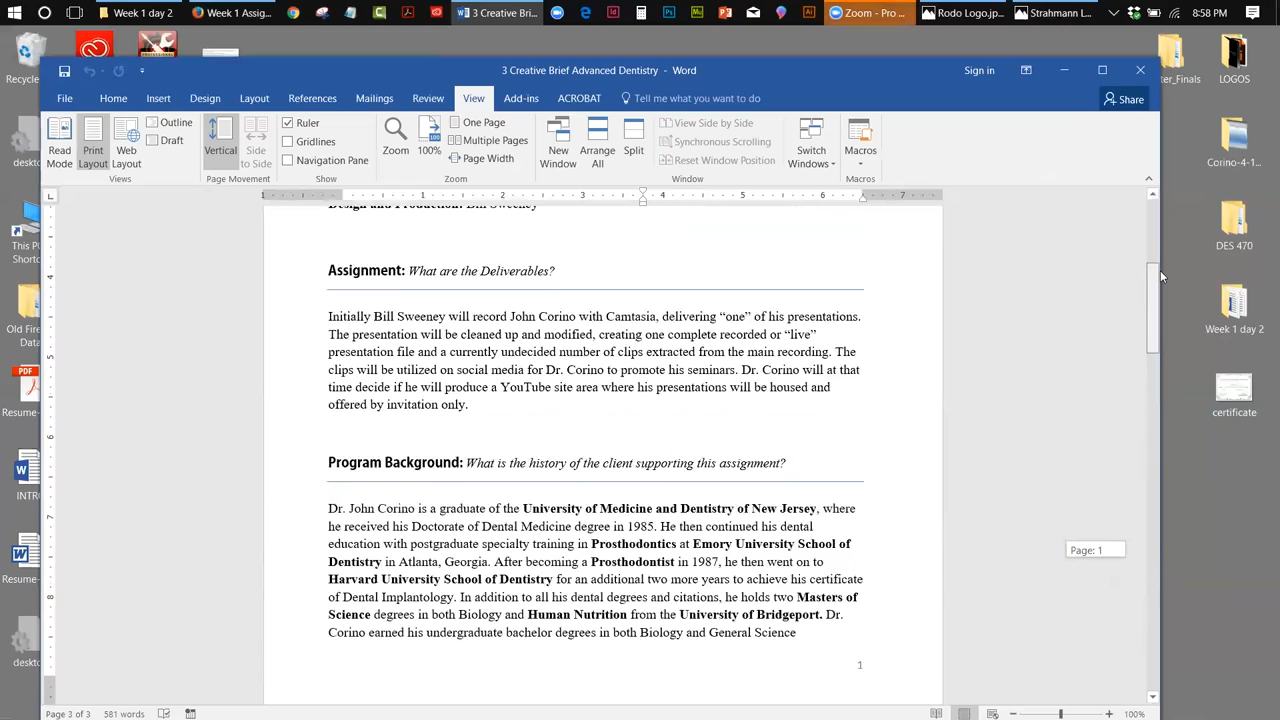 Week 1 day 2
Week 1 Assig...
3 Creative Bri...
Zoom - Pro ...
Rodo Logo.jp...
Strahmann L...
8:58 PM
3 Creative Brief Advanced Dentistry - Word
Sign in
File
Home
Insert
Design
Layout
References
Mailings
Review
View
Add-ins
ACROBAT
Tell me what you want to do
Share
Read Mode
Print Layout
Web Layout
Outline
Draft
Views
Vertical
Side to Side
Page Movement
Ruler
Gridlines
Navigation Pane
Show
Zoom
100%
One Page
Multiple Pages
Page Width
Zoom
New Window
Arrange All
Split
View Side by Side
Synchronous Scrolling
Reset Window Position
Window
Switch Windows
Macros
Macros
Design and Production: Bill Sweeney
Assignment: What are the Deliverables?
Initially Bill Sweeney will record John Corino with Camtasia, delivering “one” of his presentations.
The presentation will be cleaned up and modified, creating one complete recorded or “live”
presentation file and a currently undecided number of clips extracted from the main recording. The
clips will be utilized on social media for Dr. Corino to promote his seminars. Dr. Corino will at that
time decide if he will produce a YouTube site area where his presentations will be housed and
offered by invitation only.
Program Background: What is the history of the client supporting this assignment?
Dr. John Corino is a graduate of the University of Medicine and Dentistry of New Jersey, where
he received his Doctorate of Dental Medicine degree in 1985. He then continued his dental
education with postgraduate specialty training in Prosthodontics at Emory University School of
Dentistry in Atlanta, Georgia. After becoming a Prosthodontist in 1987, he then went on to
Harvard University School of Dentistry for an additional two more years to achieve his certificate
of Dental Implantology. In addition to all his dental degrees and citations, he holds two Masters of
Science degrees in both Biology and Human Nutrition from the University of Bridgeport. Dr.
Corino earned his undergraduate bachelor degrees in both Biology and General Science
1
Page: 1
Page 3 of 3
581 words
100%
Recycle
deskto
This P
Shortc
Old Fir
Data
PDF
Resume-
INTR
Resume-
deskto
ter_Finals
LOGOS
Corino-4-1...
DES 470
Week 1 day 2
certificate